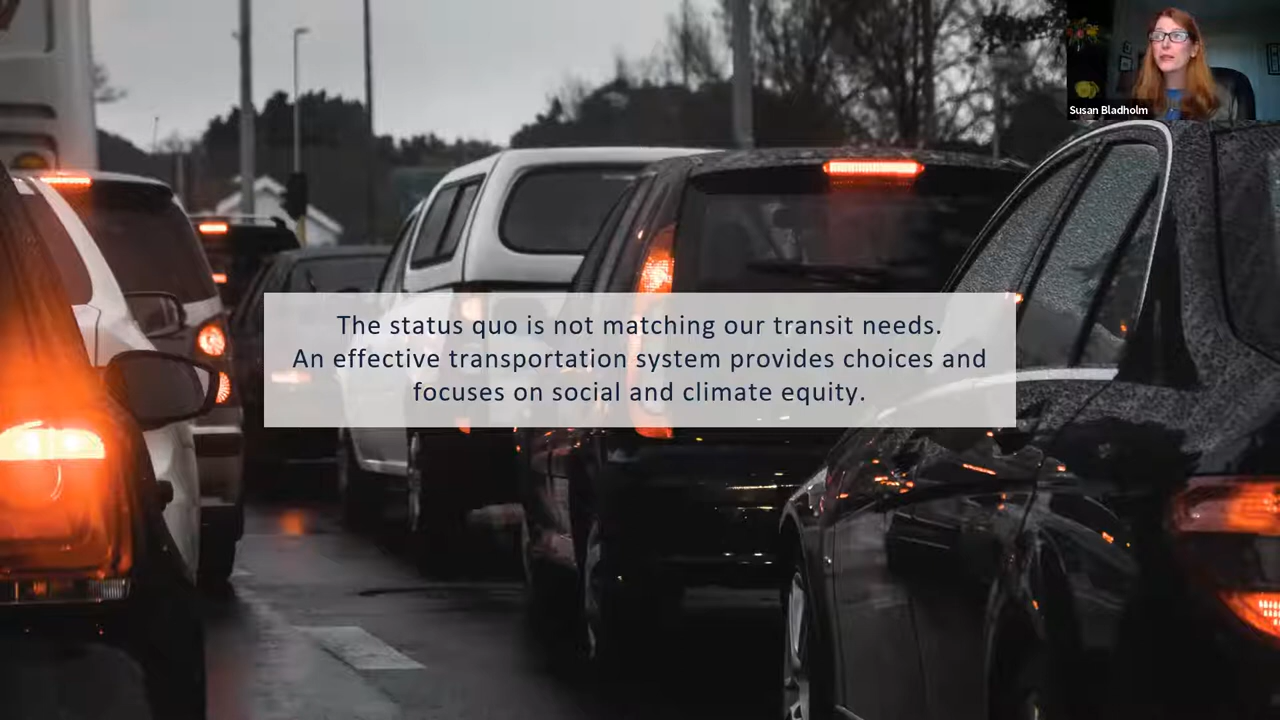 Susan Bladholm
The status quo is not matching our transit needs.
An effective transportation system provides choices and
focuses on social and climate equity.